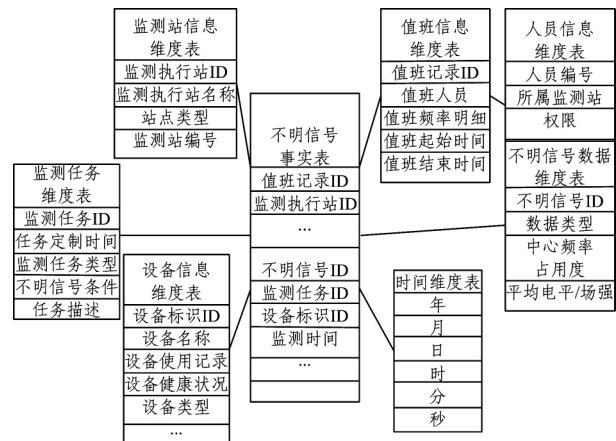 监测站信息
维度表
监测执行站ID
监测执行站名称
站点类型
监测站编号
值班信息
维度表
值班记录ID
值班人员
值班频率明细
值班起始时间
值班结束时间
人员信息
维度表
人员编号
所属监测站
权限
不明信号
事实表
值班记录ID
监测执行站ID
...
不明信号ID
监测任务ID
设备标识ID
监测时间
...
监测任务
维度表
监测任务ID
任务定制时间
监测任务类型
不明信号条件
任务描述
不明信号数据
维度表
不明信号ID
数据类型
中心频率
占用度
平均电平/场强
设备信息
维度表
设备标识ID
设备名称
设备使用记录
设备健康状况
设备类型
...
时间维度表
年
月
日
时
分
秒